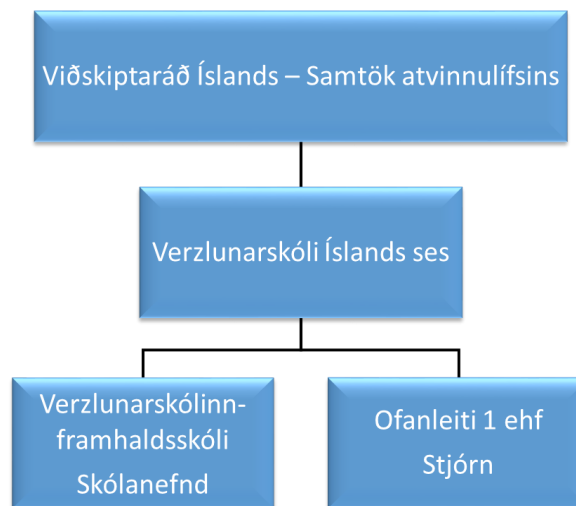 Viðskiptaráð Íslands – Samtök atvinnulífsins
Verzlunarskóli Íslands ses
Verzlunarskólinn-
framhaldsskóli
Skólanefnd
Ofanleiti 1 ehf
Stjórn